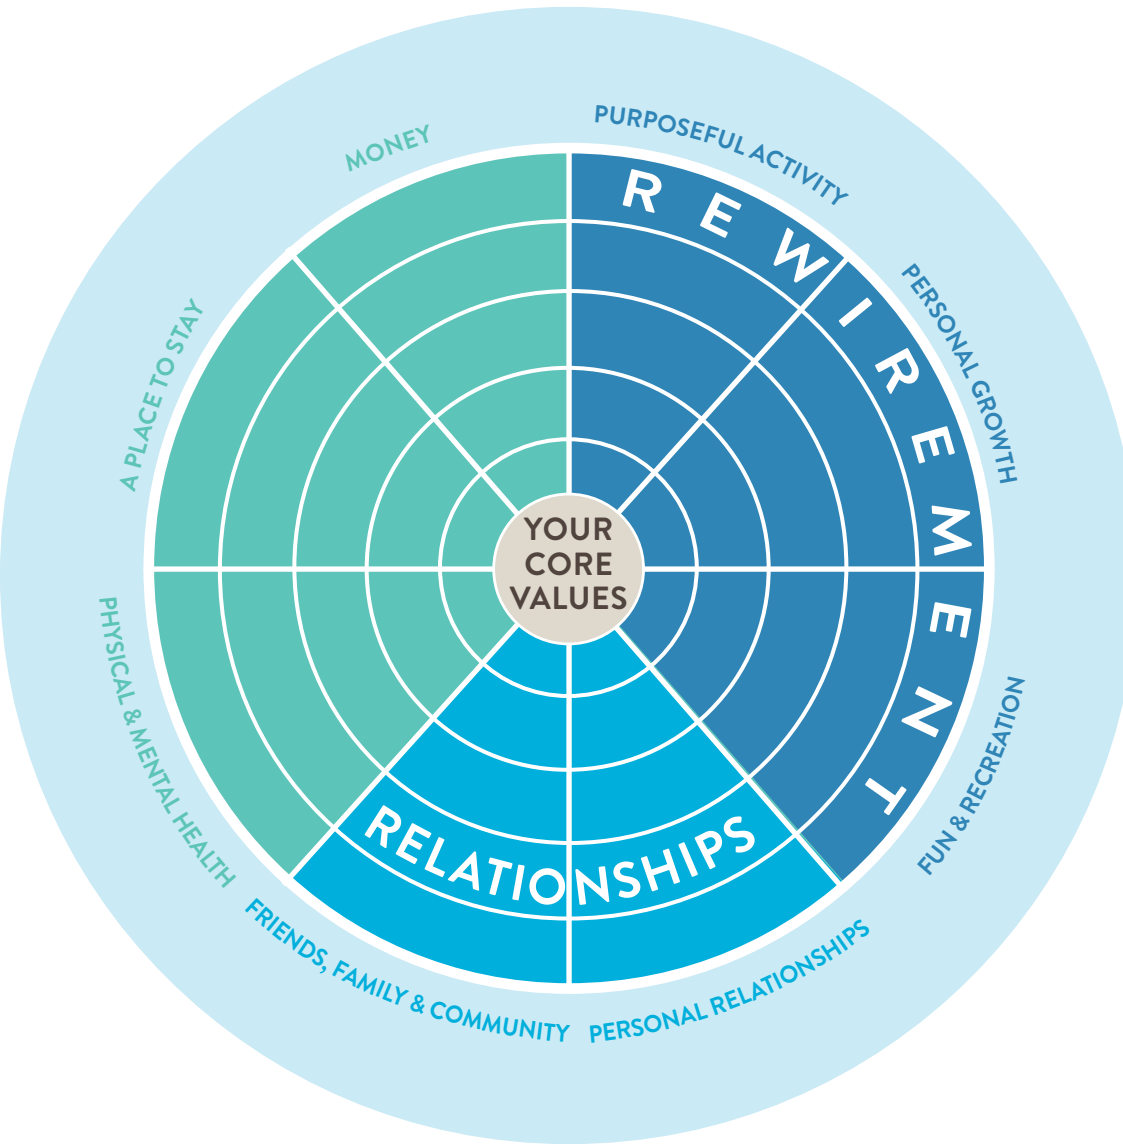 MONEY
PURPOSEFUL ACTIVITY
PERSONAL GROWTH
FUN & RECREATION
PERSONAL RELATIONSHIPS
FRIENDS, FAMILY & COMMUNITY
PHYSICAL & MENTAL HEALTH
A PLACE TO STAY
REWIREMENT
YOUR
CORE
VALUES
RELATIONSHIPS